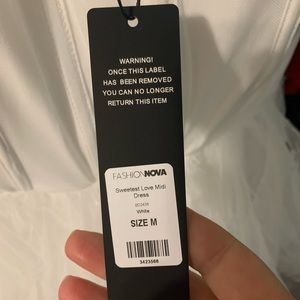 WARNING!
ONCE THIS LABEL
HAS BEEN REMOVED
YOU CAN NO LONGER
RETURN THIS ITEM
FASHIONNOVA
Sweetest Love Midi
Dress
White
SIZE M
3423566